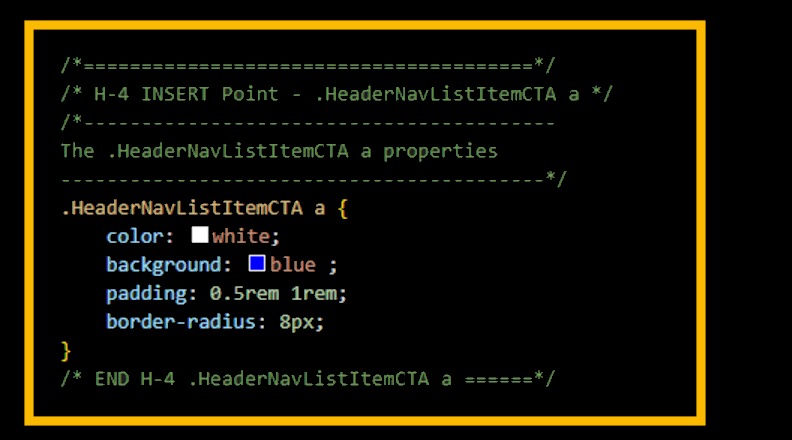 /*=======================================*/
/* H-4 INSERT Point - .HeaderNavListItemCTA a */
/*-----------------------------------------
The .HeaderNavListItemCTA a properties
------------------------------------------*/
.HeaderNavListItemCTA a {
    color: white;
    background: blue ;
    padding: 0.5rem 1rem;
    border-radius: 8px;
}
/* END H-4 .HeaderNavListItemCTA a ======*/